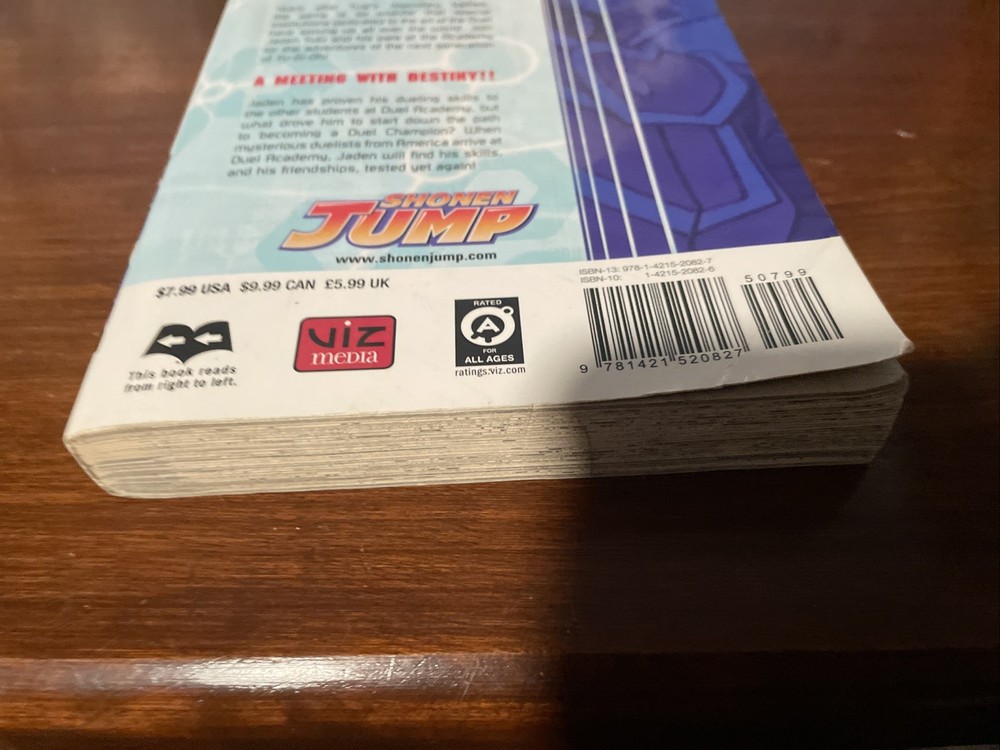 A MEETING WITH DESTINY!!
Jaden has proven his dueling skills to
the other students at Duel Academy, but
what drove him to start down the path
to becoming a Duel Champion? When
mysterious duelists from America arrive at
Duel Academy, Jaden will find his skills,
and his friendships, tested yet again!
SHONEN
JUMP
www.shonenjump.com
$7.99 USA $9.99 CAN £5.99 UK
This book reads
from right to left.
VIZ
MEDIA
RATED
A
FOR
ALL AGES
ratings.viz.com
ISBN-13: 978-1-4215-2082-7
ISBN-10: 1-4215-2082-6
50799
9 781421 520827